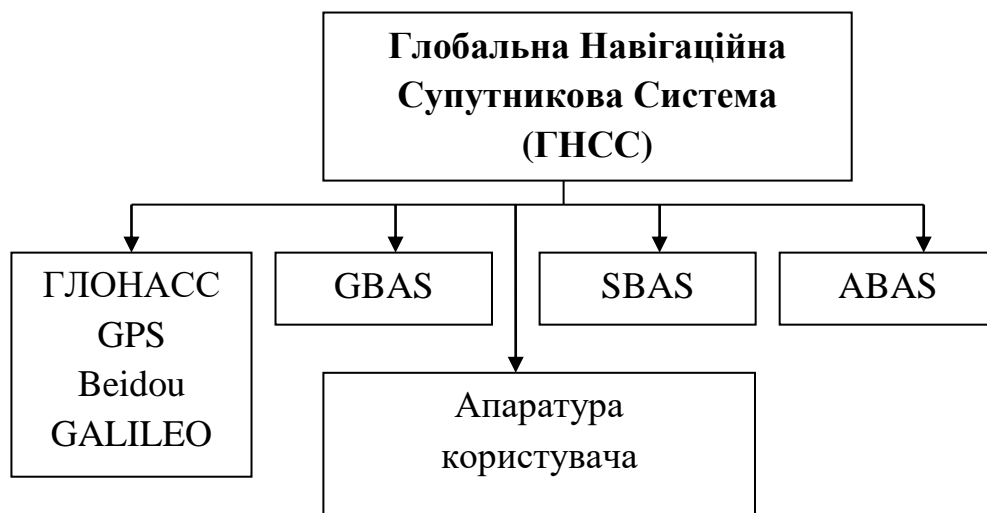 Глобальна Навігаційна
Супутникова Система
(ГНСС)
ГЛОНАСС
GPS
Beidou
GALILEO
GBAS
SBAS
ABAS
Апаратура
користувача